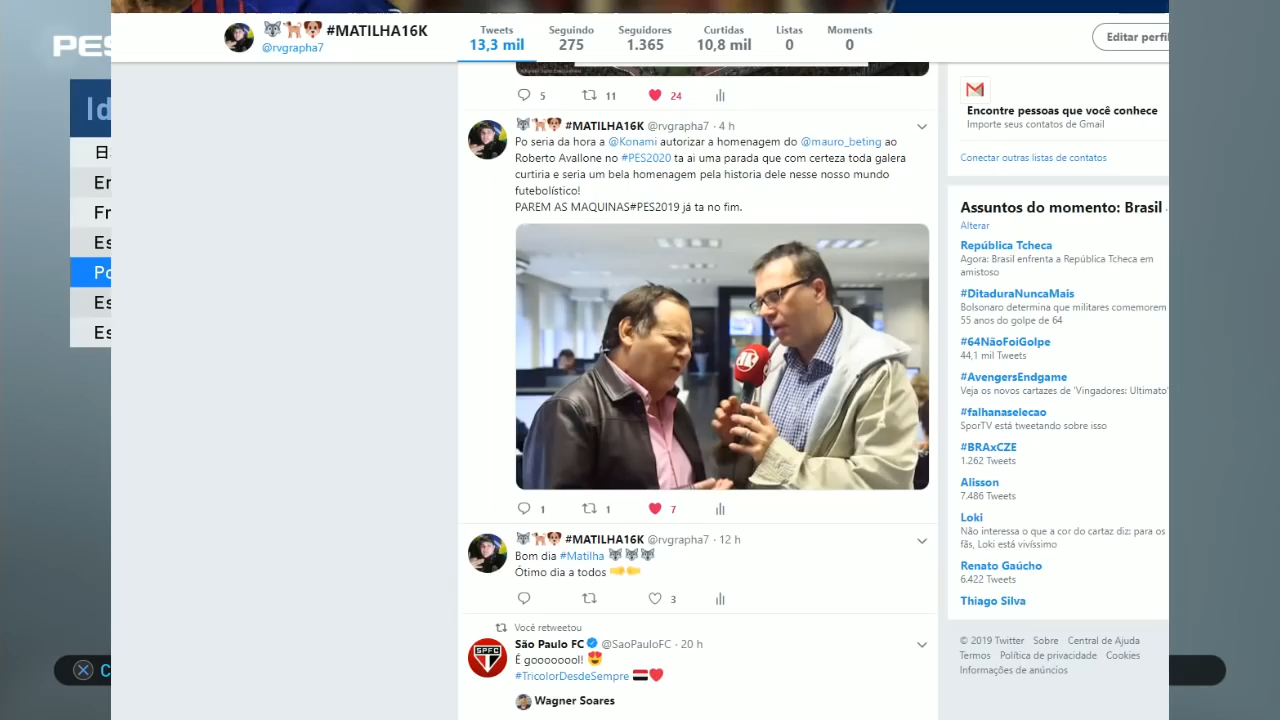 PES
Id
日
En
Fr
Es
Po
Es
Es
C
#MATILHA16K
@rvgrapha7
Tweets
13,3 mil
Seguindo
275
Seguidores
1.365
Curtidas
10,8 mil
Listas
0
Moments
0
Editar perfil
5 11 24
#MATILHA16K @rvgrapha7 · 4 h
Po seria da hora a @Konami autorizar a homenagem do @mauro_beting ao
Roberto Avallone no #PES2020 ta ai uma parada que com certeza toda galera
curtiria e seria um bela homenagem pela historia dele nesse nosso mundo
futebolístico!
PAREM AS MAQUINAS#PES2019 já ta no fim.
1 1 7
#MATILHA16K @rvgrapha7 · 12 h
Bom dia #Matilha
Ótimo dia a todos
3
Você retweetou
São Paulo FC @SaoPauloFC · 20 h
SPFC
É goooooool!
#TricolorDesdeSempre
Wagner Soares
Encontre pessoas que você conhece
Importe seus contatos de Gmail
Conectar outras listas de contatos
Assuntos do momento: Brasil ·
Alterar
República Tcheca
Agora: Brasil enfrenta a República Tcheca em
amistoso
#DitaduraNuncaMais
Bolsonaro determina que militares comemorem
55 anos do golpe de 64
#64NãoFoiGolpe
44,1 mil Tweets
#AvengersEndgame
Veja os novos cartazes de 'Vingadores: Ultimato'
#falhanaselecao
SporTV está tweetando sobre isso
#BRAxCZE
1.262 Tweets
Alisson
7.486 Tweets
Loki
Não interessa o que a cor do cartaz diz: para os
fãs, Loki está vivíssimo
Renato Gaúcho
6.422 Tweets
Thiago Silva
© 2019 Twitter Sobre Central de Ajuda
Termos Política de privacidade Cookies
Informações de anúncios